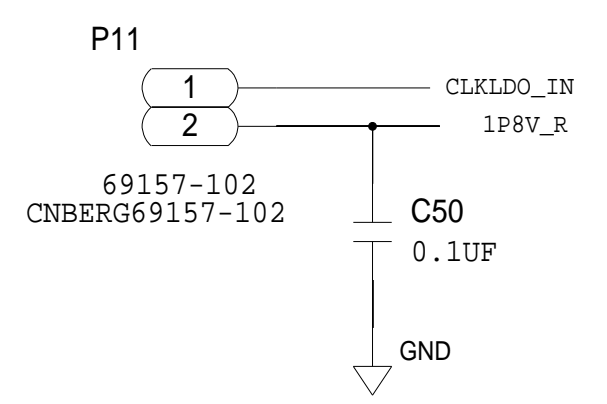 P11
1
CLKLDO_IN
2
1P8V_R
69157-102
CNBERG69157-102
C50
0.1UF
GND